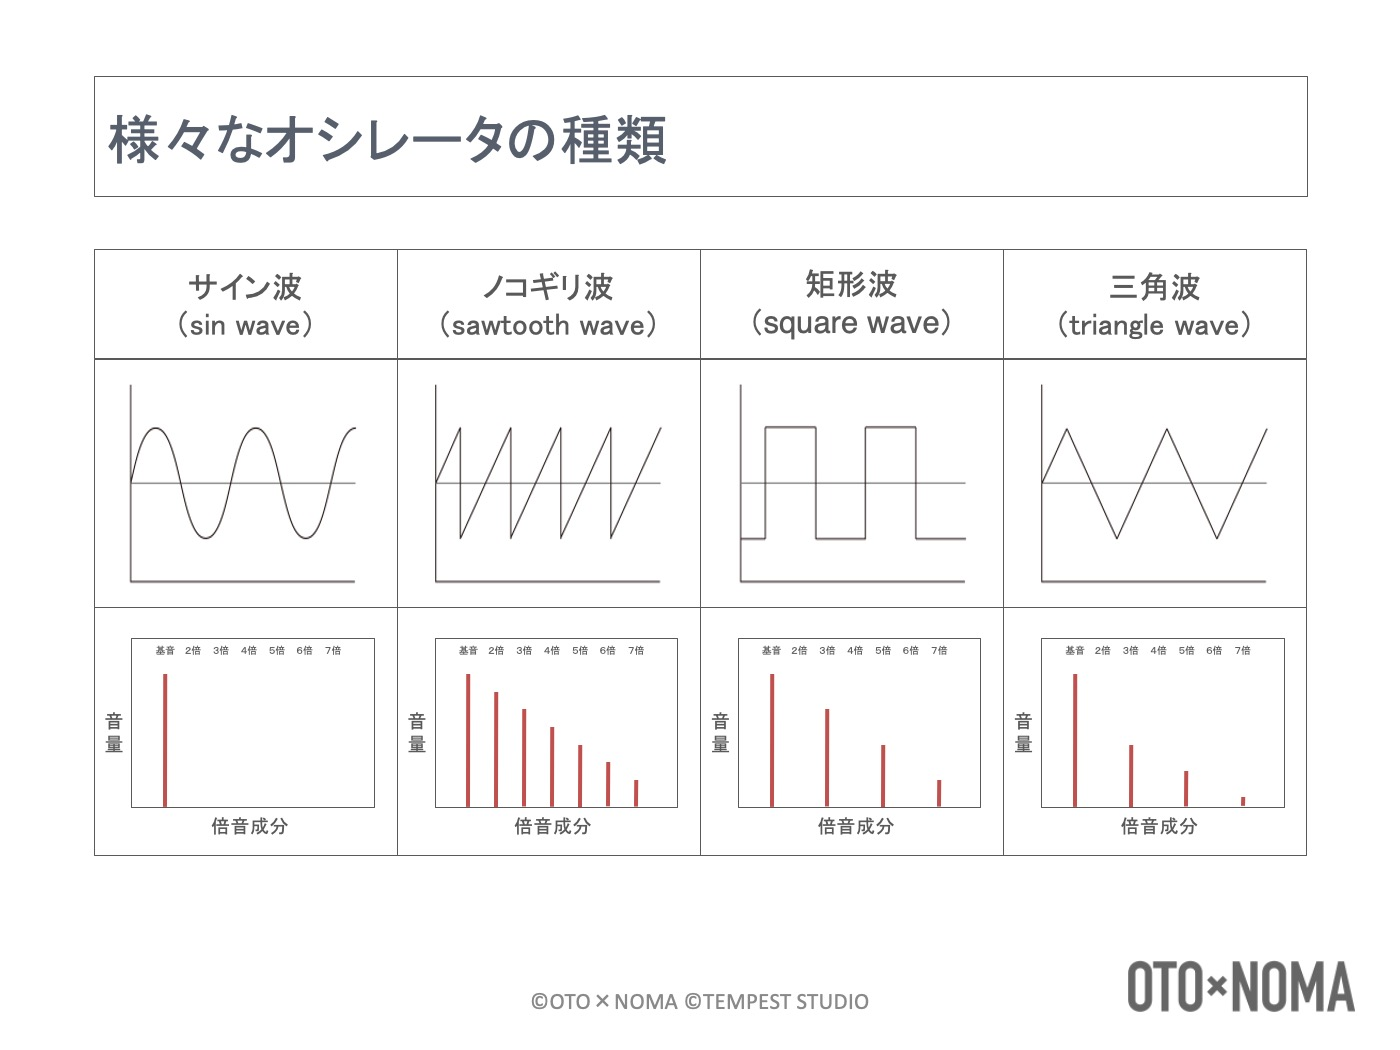 様々なオシレータの種類
サイン波
（sin wave）
ノコギリ波
（sawtooth wave）
矩形波
（square wave）
三角波
（triangle wave）
基音 2倍 3倍 4倍 5倍 6倍 7倍
音量
倍音成分
基音 2倍 3倍 4倍 5倍 6倍 7倍
音量
倍音成分
基音 2倍 3倍 4倍 5倍 6倍 7倍
音量
倍音成分
基音 2倍 3倍 4倍 5倍 6倍 7倍
音量
倍音成分
©OTO×NOMA ©TEMPEST STUDIO
OTO×NOMA